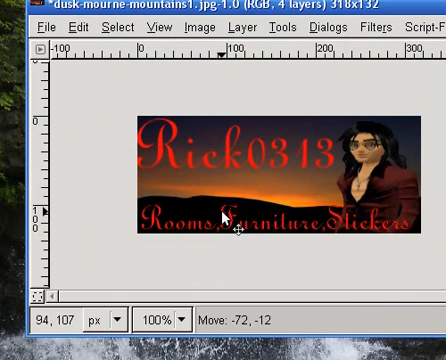 *dusk-mourne-mountains1.jpg-1.0 (RGB, 4 layers) 318x132
File Edit Select View Image Layer Tools Dialogs Filters Script-F
-100 0 100 200 300
0
Rick0313
100
Rooms,Furniture,Stickers
94, 107 px 100% Move: -72, -12